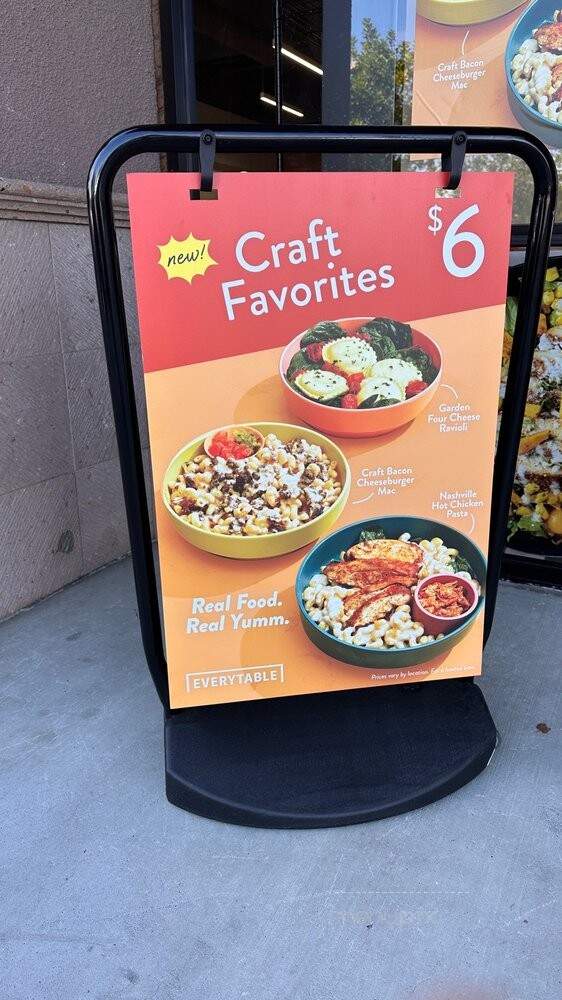 Craft Bacon
Cheeseburger
Mac
new!
Craft
Favorites
$6
Garden
Four Cheese
Ravioli
Craft Bacon
Cheeseburger
Mac
Nashville
Hot Chicken
Pasta
Real Food.
Real Yumm.
EVERYTABLE
Prices vary by location.